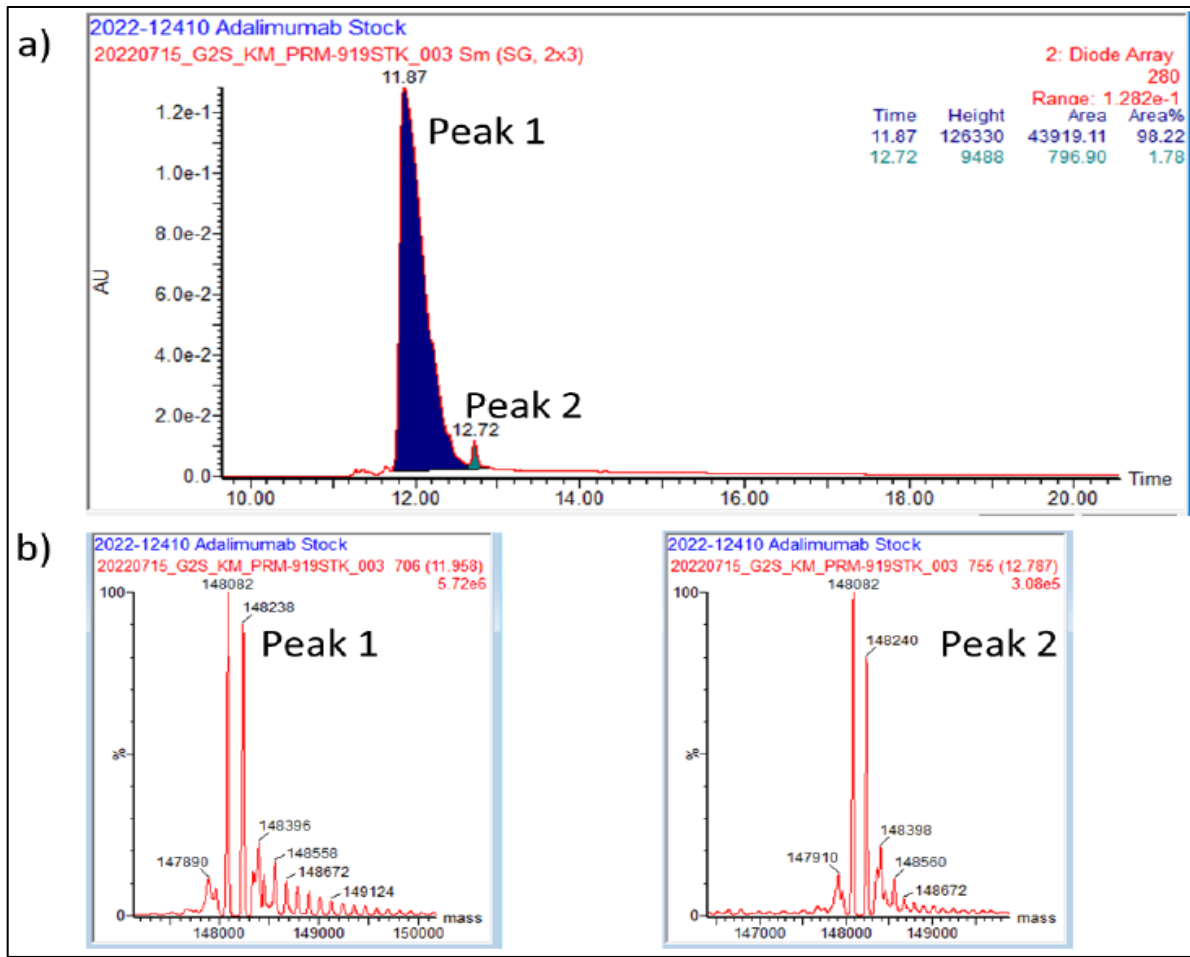 a)
2022-12410 Adalimumab Stock
20220715_G2S_KM_PRM-919STK_003 Sm (SG, 2x3)
2: Diode Array
280
Range: 1.282e-1
Time Height Area Area%
11.87 126330 43919.11 98.22
12.72 9488 796.90 1.78
11.87
Peak 1
Peak 2
12.72
AU
1.2e-1
1.0e-1
8.0e-2
6.0e-2
4.0e-2
2.0e-2
0.0
10.00 12.00 14.00 16.00 18.00 20.00
Time
b)
2022-12410 Adalimumab Stock
20220715_G2S_KM_PRM-919STK_003 706 (11.958)
5.72e6
148082
148238
Peak 1
100
%
0
147890
148396
148558
148672
149124
148000 149000 150000
mass
2022-12410 Adalimumab Stock
20220715_G2S_KM_PRM-919STK_003 755 (12.787)
3.08e5
148082
148240
Peak 2
100
%
0
147910
148398
148560
148672
147000 148000 149000
mass